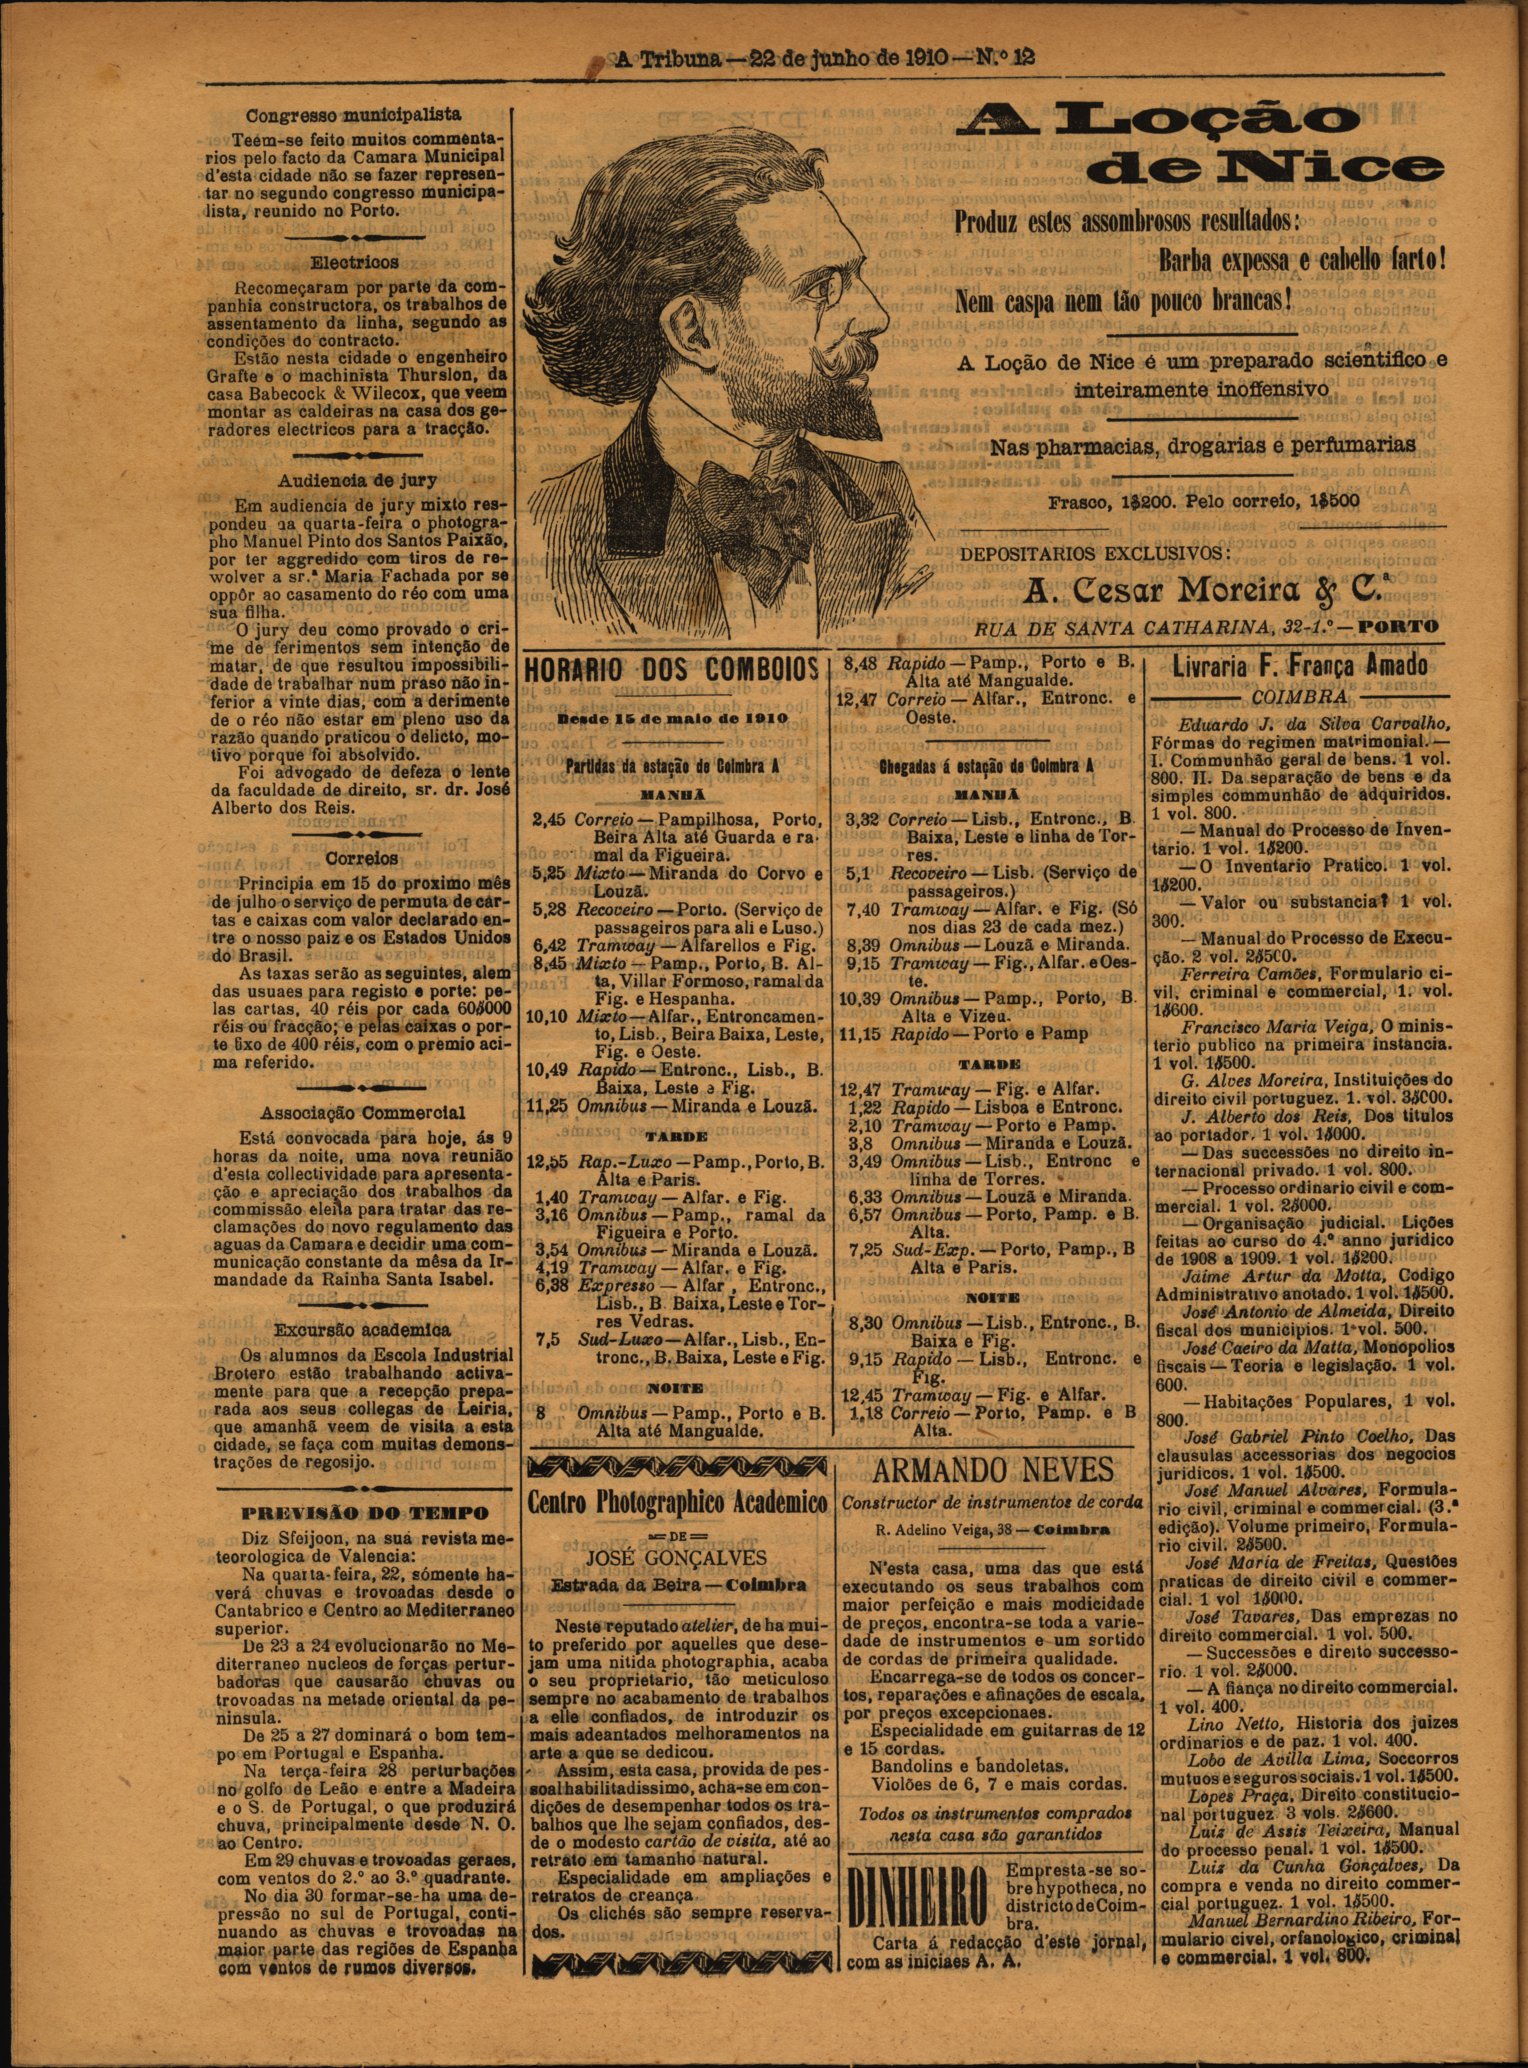 A Tribuna — 22 de junho de 1910 — N.º 12
Congresso municipalista
Teem-se feito muitos commenta-
rios pelo facto da Camara Municipal
d'esta cidade não se fazer represen-
tar no segundo congresso municipa-
lista, reunido no Porto.
Electricos
Recomeçaram por parte da com-
panhia constructora, os trabalhos de
assentamento da linha, segundo as
condições do contracto.
Estão nesta cidade o engenheiro
Grafte e o machinista Thurslon, da
casa Babecock & Wilecox, que veem
montar as caldeiras na casa dos ge-
radores electricos para a tracção.
Audiencia de jury
Em audiencia de jury mixto res-
pondeu na quarta-feira o photogra-
pho Manuel Pinto dos Santos Paixão,
por ter aggredido com tiros de re-
wolver a sr.ª Maria Fachada por se
oppôr ao casamento do réo com uma
sua filha.
O jury deu como provado o cri-
me de ferimentos sem intenção de
matar, de que resultou impossibili-
dade de trabalhar num praso não in-
ferior a vinte dias, com a derimente
de o réo não estar em pleno uso da
razão quando praticou o delicto, mo-
tivo porque foi absolvido.
Foi advogado de defeza o lente
da faculdade de direito, sr. dr. José
Alberto dos Reis.
Correios
Principia em 15 do proximo mês
de julho o serviço de permuta de car-
tas e caixas com valor declarado en-
tre o nosso paiz e os Estados Unidos
do Brasil.
As taxas serão as seguintes, alem
das usuaes para registo e porte: pe-
las cartas, 40 réis por cada 60$000
réis ou fracção; e pelas caixas o por-
te fixo de 400 réis, com o premio aci-
ma referido.
Associação Commercial
Está convocada para hoje, ás 9
horas da noite, uma nova reunião
d'esta collectividade para apresenta-
ção e apreciação dos trabalhos da
commissão eleita para tratar das re-
clamações do novo regulamento das
aguas da Camara e decidir uma com-
municação constante da mêsa da Ir-
mandade da Rainha Santa Isabel.
Excursão academica
Os alumnos da Escola Industrial
Brotero estão trabalhando activa-
mente para que a recepção prepa-
rada aos seus collegas de Leiria,
que amanhã veem de visita a esta
cidade, se faça com muitas demons-
trações de regosijo.
PREVISÃO DO TEMPO
Diz Sfeijoon, na sua revista me-
teorologica de Valencia:
Na quarta-feira, 22, sómente ha-
verá chuvas e trovoadas desde o
Cantabrico e Centro ao Mediterraneo
superior.
De 23 a 24 evolucionarão no Me-
diterraneo nucleos de forças pertur-
badoras que causarão chuvas ou
trovoadas na metade oriental da pe-
ninsula.
De 25 a 27 dominará o bom tem-
po em Portugal e Espanha.
Na terça-feira 28 perturbações
no golfo de Leão e entre a Madeira
e o S. de Portugal, o que produzirá
chuva, principalmente desde N. O.
ao Centro.
Em 29 chuvas e trovoadas geraes,
com ventos do 2.º ao 3.º quadrante.
No dia 30 formar-se-ha uma de-
pressão no sul de Portugal, conti-
nuando as chuvas e trovoadas na
maior parte das regiões de Espanha
com ventos de rumos diversos.
A Loção
de Nice
Produz estes assombrosos resultados:
Barba expessa e cabello farto!
Nem caspa nem tão pouco brancas!
A Loção de Nice é um preparado scientifico e
inteiramente inoffensivo
Nas pharmacias, drogarias e perfumarias
Frasco, 1$200. Pelo correio, 1$500
DEPOSITARIOS EXCLUSIVOS:
A. Cesar Moreira & C.ª
RUA DE SANTA CATHARINA, 32-1.º — PORTO
HORARIO DOS COMBOIOS
Desde 15 de maio de 1910
Partidas da estação de Coimbra A
MANHÃ
2,45 Correio — Pampilhosa, Porto,
Beira Alta até Guarda e ra-
mal da Figueira.
5,25 Mixto — Miranda do Corvo e
Louzã.
5,28 Recoveiro — Porto. (Serviço de
passageiros para ali e Luso.)
6,42 Tramway — Alfarellos e Fig.
8,45 Mixto — Pamp., Porto, B. Al-
ta, Villar Formoso, ramal da
Fig. e Hespanha.
10,10 Mixto — Alfar., Entroncamen-
to, Lisb., Beira Baixa, Leste,
Fig. e Oeste.
10,49 Rapido — Entronc., Lisb., B.
Baixa, Leste e Fig.
11,25 Omnibus — Miranda e Louzã.
TARDE
12,55 Rap.-Luxo — Pamp., Porto, B.
Alta e Paris.
1,40 Tramway — Alfar. e Fig.
3,16 Omnibus — Pamp., ramal da
Figueira e Porto.
3,54 Omnibus — Miranda e Louzã.
4,19 Tramway — Alfar. e Fig.
6,38 Expresso — Alfar , Entronc.,
Lisb., B. Baixa, Leste e Tor-
res Vedras.
7,5 Sud-Luxo — Alfar., Lisb., En-
tronc., B. Baixa, Leste e Fig.
NOITE
8 Omnibus — Pamp., Porto e B.
Alta até Mangualde.
8,48 Rapido — Pamp., Porto e B.
Alta até Mangualde.
12,47 Correio — Alfar., Entronc. e
Oeste.
Chegadas á estação de Coimbra A
MANHÃ
3,32 Correio — Lisb., Entronc., B.
Baixa, Leste e linha de Tor-
res.
5,1 Recoveiro — Lisb. (Serviço de
passageiros.)
7,40 Tramway — Alfar. e Fig. (Só
nos dias 23 de cada mez.)
8,39 Omnibus — Louzã e Miranda.
9,15 Tramway — Fig., Alfar. e Oes-
te.
10,39 Omnibus — Pamp., Porto, B.
Alta e Vizeu.
11,15 Rapido — Porto e Pamp
TARDE
12,47 Tramway — Fig. e Alfar.
1,22 Rapido — Lisboa e Entronc.
2,10 Tramway — Porto e Pamp.
3,8 Omnibus — Miranda e Louzã.
3,49 Omnibus — Lisb., Entronc e
linha de Torres.
6,33 Omnibus — Louzã e Miranda.
6,57 Omnibus — Porto, Pamp. e B.
Alta.
7,25 Sud-Exp. — Porto, Pamp., B
Alta e Paris.
NOITE
8,30 Omnibus — Lisb., Entronc., B.
Baixa e Fig.
9,15 Rapido — Lisb., Entronc. e
Fig.
12,45 Tramway — Fig. e Alfar.
1,18 Correio — Porto, Pamp. e B
Alta.
Centro Photographico Academico
DE
JOSÉ GONÇALVES
Estrada da Beira — Coimbra
Neste reputado atelier, de ha mui-
to preferido por aquelles que dese-
jam uma nitida photographia, acaba
o seu proprietario, tão meticuloso
sempre no acabamento de trabalhos
a elle confiados, de introduzir os
mais adeantados melhoramentos na
arte a que se dedicou.
Assim, esta casa, provida de pes-
soal habilitadissimo, acha-se em con-
dições de desempenhar todos os tra-
balhos que lhe sejam confiados, des-
de o modesto cartão de visita, até ao
retrato em tamanho natural.
Especialidade em ampliações e
retratos de creança.
Os clichés são sempre reserva-
dos.
ARMANDO NEVES
Constructor de instrumentos de corda
R. Adelino Veiga, 38 — Coimbra
N'esta casa, uma das que está
executando os seus trabalhos com
maior perfeição e mais modicidade
de preços, encontra-se toda a varie-
dade de instrumentos e um sortido
de cordas de primeira qualidade.
Encarrega-se de todos os concer-
tos, reparações e afinações de escala,
por preços excepcionaes.
Especialidade em guitarras de 12
e 15 cordas.
Bandolins e bandoletas.
Violões de 6, 7 e mais cordas.
Todos os instrumentos comprados
nesta casa são garantidos
DINHEIRO
Empresta-se so-
bre hypotheca, no
districto de Coim-
bra.
Carta á redacção d'este jornal,
com as iniciaes A. A.
Livraria F. França Amado
COIMBRA
Eduardo J. da Silva Carvalho,
Fórmas do regimen matrimonial. —
I. Communhão geral de bens. 1 vol.
800. II. Da separação de bens e da
simples communhão de adquiridos.
1 vol. 800.
— Manual do Processo de Inven-
tario. 1 vol. 1$200.
— O Inventario Pratico. 1 vol.
1$200.
— Valor ou substancia? 1 vol.
300.
— Manual do Processo de Execu-
ção. 2 vol. 2$500.
Ferreira Camões, Formulario ci-
vil, criminal e commercial, 1. vol.
1$600.
Francisco Maria Veiga, O minis-
terio publico na primeira instancia.
1 vol. 1$500.
G. Alves Moreira, Instituições do
direito civil portuguez. 1. vol. 3$000.
J. Alberto dos Reis, Dos titulos
ao portador. 1 vol. 1$000.
— Das successões no direito in-
ternacional privado. 1 vol. 800.
— Processo ordinario civil e com-
mercial. 1 vol. 2$000.
— Organisação judicial. Lições
feitas ao curso do 4.º anno juridico
de 1908 a 1909. 1 vol. 1$200.
Jaime Artur da Motta, Codigo
Administrativo anotado. 1 vol. 1$500.
José Antonio de Almeida, Direito
fiscal dos municipios. 1 vol. 500.
José Caeiro da Matta, Monopolios
fiscais — Teoria e legislação. 1 vol.
600.
— Habitações Populares, 1 vol.
800.
José Gabriel Pinto Coelho, Das
clausulas accessorias dos negocios
juridicos. 1 vol. 1$500.
José Manuel Alvares, Formula-
rio civil, criminal e commercial. (3.ª
edição). Volume primeiro, Formula-
rio civil. 2$500.
José Maria de Freitas, Questões
praticas de direito civil e commer-
cial. 1 vol 1$000.
José Tavares, Das emprezas no
direito commercial. 1 vol. 500.
— Successões e direito successo-
rio. 1 vol. 2$000.
— A fiança no direito commercial.
1 vol. 400.
Lino Netto, Historia dos juizes
ordinarios e de paz. 1 vol. 400.
Lobo de Avilla Lima, Soccorros
mutuos e seguros sociais. 1 vol. 1$500.
Lopes Praça, Direito constitucio-
nal portuguez. 3 vols. 2$600.
Luiz de Assis Teixeira, Manual
do processo penal. 1 vol. 1$500.
Luiz da Cunha Gonçalves, Da
compra e venda no direito commer-
cial portuguez. 1 vol. 1$500.
Manuel Bernardino Ribeiro, For-
mulario civel, orfanologico, criminal
e commercial. 1 vol. 800.